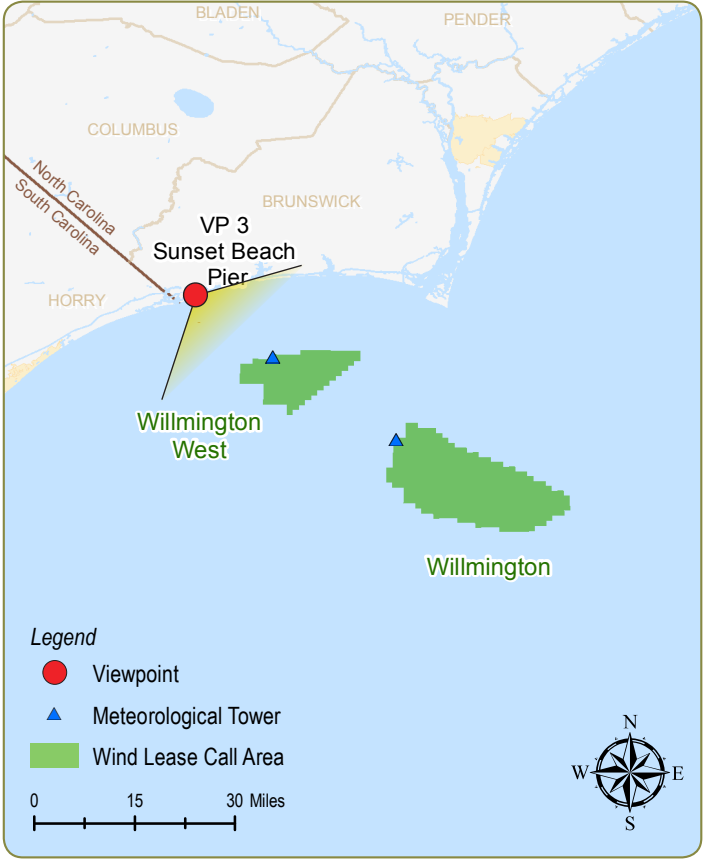 BLADEN
PENDER
COLUMBUS
North Carolina
South Carolina
BRUNSWICK
VP 3
Sunset Beach
Pier
HORRY
Willmington
West
Willmington
Legend
Viewpoint
Meteorological Tower
Wind Lease Call Area
0 15 30 Miles
N
W E
S